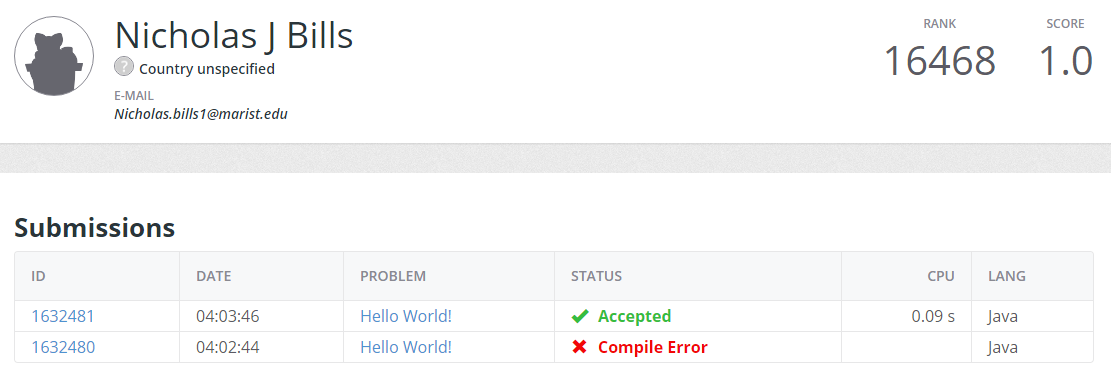 Nicholas J Bills
? Country unspecified
E-MAIL
Nicholas.bills1@marist.edu
RANK SCORE
16468 1.0
Submissions
ID DATE PROBLEM STATUS CPU LANG
1632481 04:03:46 Hello World! Accepted 0.09 s Java
1632480 04:02:44 Hello World! Compile Error Java